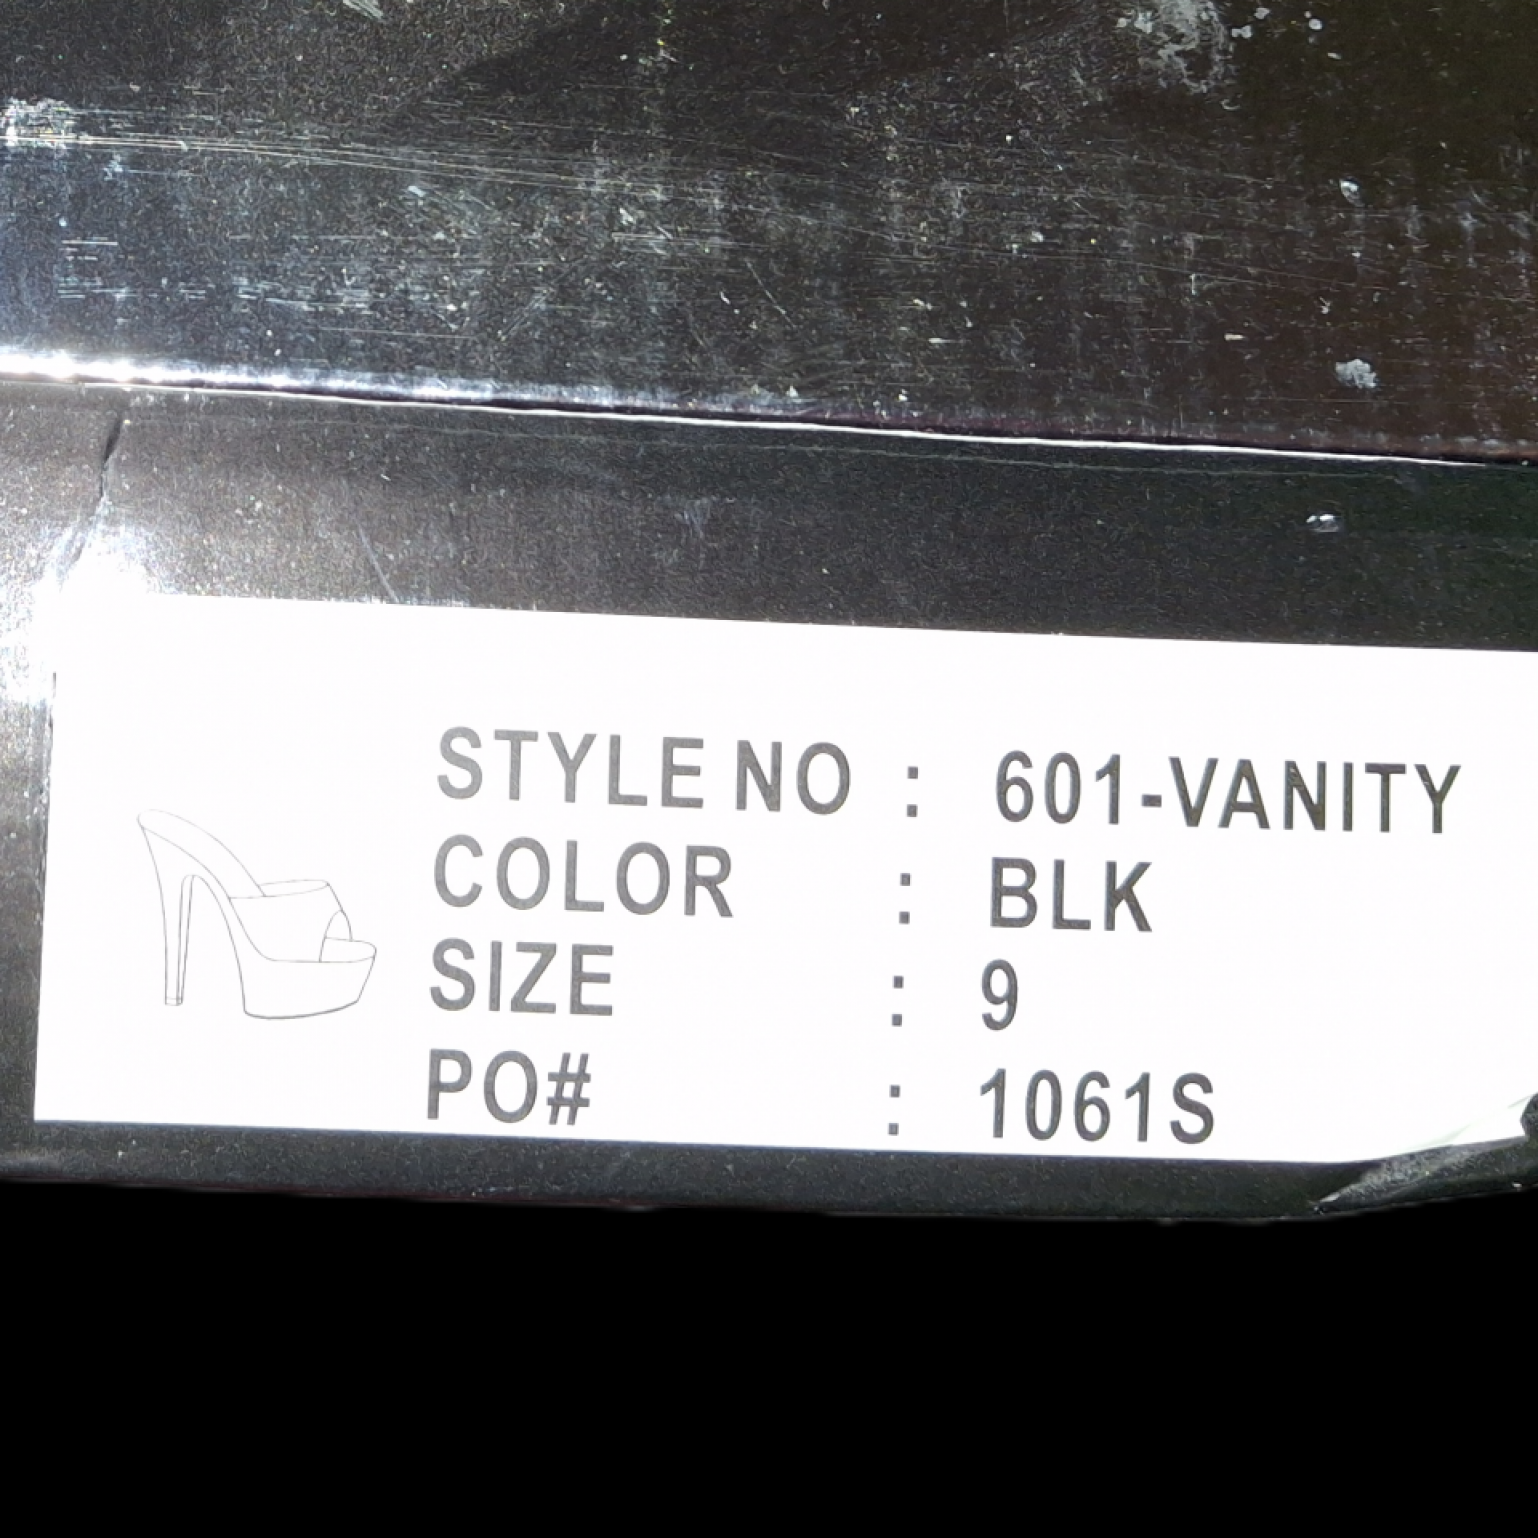 STYLE NO : 601-VANITY
COLOR : BLK
SIZE : 9
PO# : 1061S